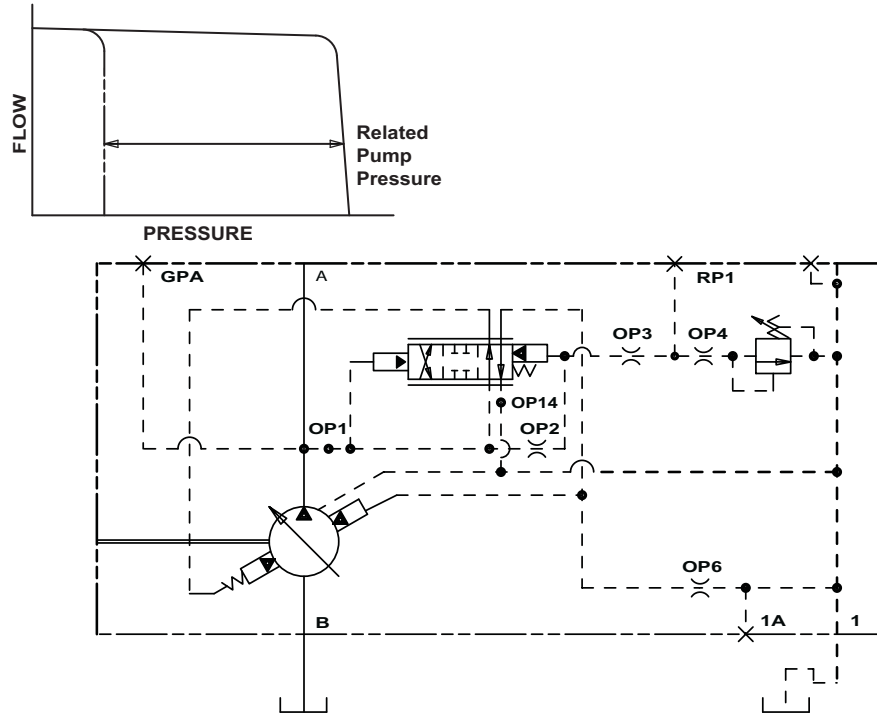 FLOW
Related
Pump
Pressure
PRESSURE
GPA
A
RP1
OP3
OP4
OP14
OP1
OP2
OP6
B
1A
1